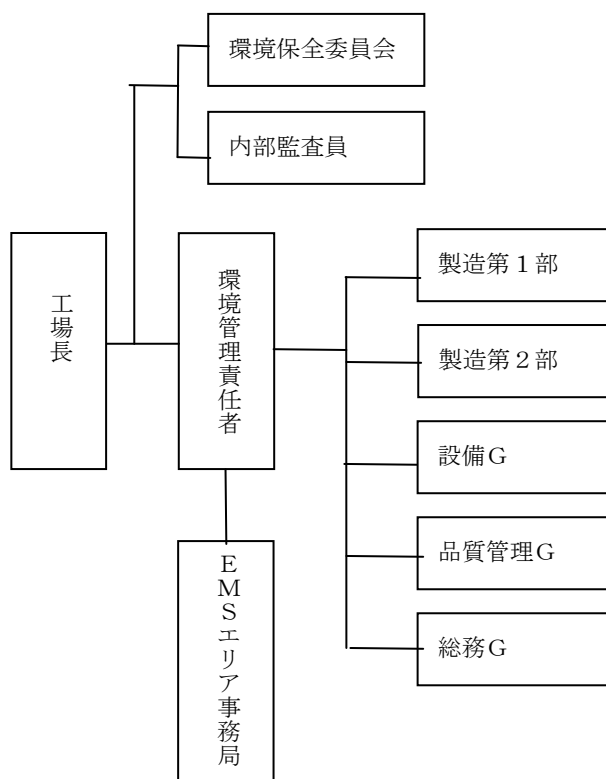 環境保全委員会
内部監査員
工場長
環境管理責任者
製造第１部
製造第２部
設備Ｇ
品質管理Ｇ
総務Ｇ
ＥＭＳエリア事務局